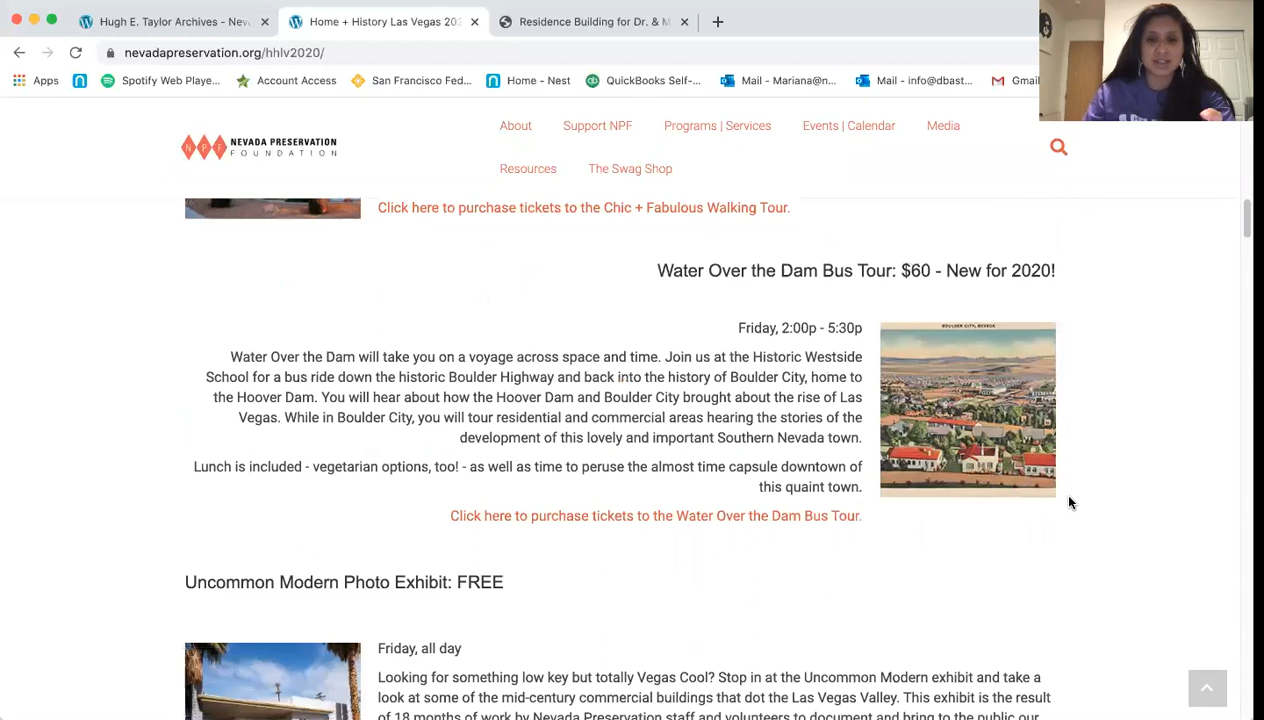 Hugh E. Taylor Archives - Nev
Home + History Las Vegas 202
Residence Building for Dr. & M
nevadapreservation.org/hhlv2020/
Apps
Spotify Web Playe...
Account Access
San Francisco Fed...
Home - Nest
QuickBooks Self-...
Mail - Mariana@n...
Mail - info@dbast...
Gmai
NPF
NEVADA PRESERVATION
FOUNDATION
About
Support NPF
Programs | Services
Events | Calendar
Media
Resources
The Swag Shop
Click here to purchase tickets to the Chic + Fabulous Walking Tour.
Water Over the Dam Bus Tour: $60 - New for 2020!
Friday, 2:00p - 5:30p
Water Over the Dam will take you on a voyage across space and time. Join us at the Historic Westside
School for a bus ride down the historic Boulder Highway and back into the history of Boulder City, home to
the Hoover Dam. You will hear about how the Hoover Dam and Boulder City brought about the rise of Las
Vegas. While in Boulder City, you will tour residential and commercial areas hearing the stories of the
development of this lovely and important Southern Nevada town.
Lunch is included - vegetarian options, too! - as well as time to peruse the almost time capsule downtown of
this quaint town.
Click here to purchase tickets to the Water Over the Dam Bus Tour.
BOULDER CITY, NEVADA
Uncommon Modern Photo Exhibit: FREE
Friday, all day
Looking for something low key but totally Vegas Cool? Stop in at the Uncommon Modern exhibit and take a
look at some of the mid-century commercial buildings that dot the Las Vegas Valley. This exhibit is the result
of 18 months of work by Nevada Preservation staff and volunteers to document and bring to the public our